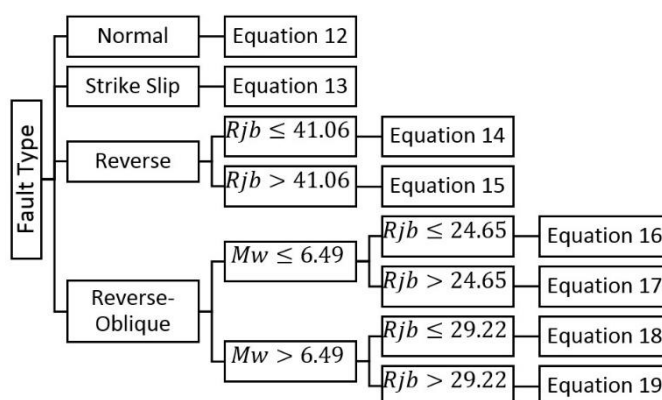 Fault Type
Normal
Equation 12
Strike Slip
Equation 13
Reverse
Rjb ≤ 41.06
Equation 14
Rjb > 41.06
Equation 15
Reverse-
Oblique
Mw ≤ 6.49
Rjb ≤ 24.65
Equation 16
Rjb > 24.65
Equation 17
Mw > 6.49
Rjb ≤ 29.22
Equation 18
Rjb > 29.22
Equation 19